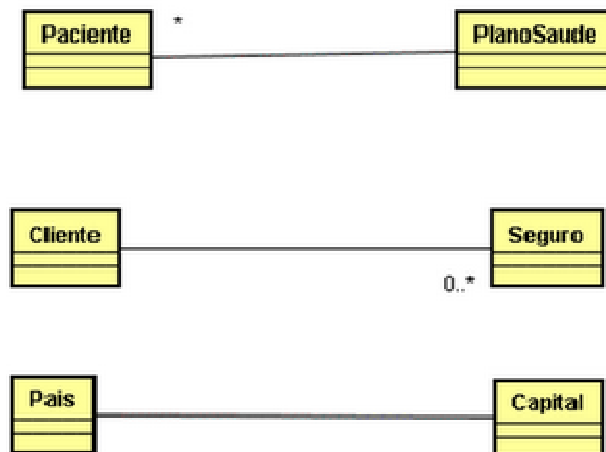 Paciente
*
PlanoSaude
Cliente
Seguro
0..*
Pais
Capital